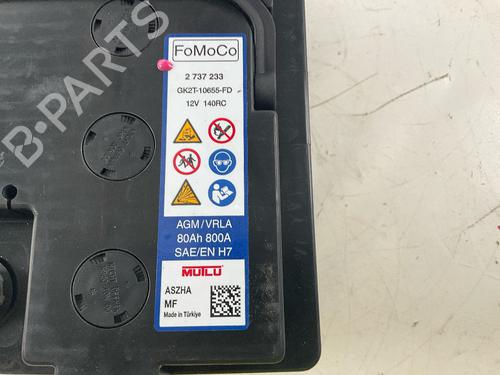 B-PARTS
FoMoCo
2 737 233
GK2T-10655-FD
12V 140RC
AGM/VRLA
80Ah 800A
SAE/EN H7
MUTLU
ASZHA
MF
Made in Türkiye